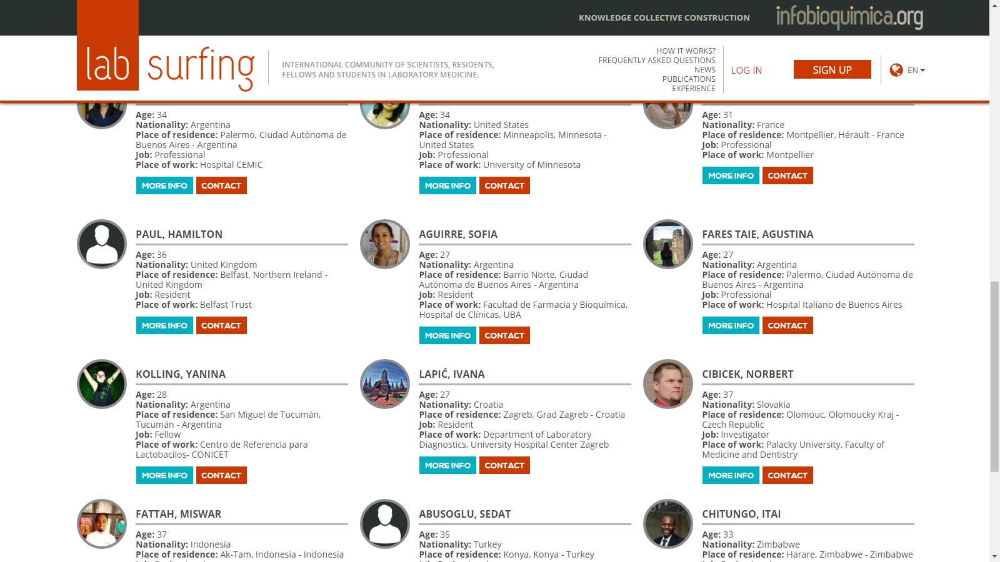 KNOWLEDGE COLLECTIVE CONSTRUCTION
infobioquimica.org
lab surfing
INTERNATIONAL COMMUNITY OF SCIENTISTS, RESIDENTS,
FELLOWS AND STUDENTS IN LABORATORY MEDICINE.
HOW IT WORKS?
FREQUENTLY ASKED QUESTIONS
NEWS
PUBLICATIONS
EXPERIENCE
LOG IN
SIGN UP
EN
Age: 34
Nationality: Argentina
Place of residence: Palermo, Ciudad Autónoma de
Buenos Aires - Argentina
Job: Professional
Place of work: Hospital CEMIC
MORE INFO CONTACT
Age: 34
Nationality: United States
Place of residence: Minneapolis, Minnesota -
United States
Job: Professional
Place of work: University of Minnesota
MORE INFO CONTACT
Age: 31
Nationality: France
Place of residence: Montpellier, Hérault - France
Job: Professional
Place of work: Montpellier
MORE INFO CONTACT
PAUL, HAMILTON
Age: 36
Nationality: United Kingdom
Place of residence: Belfast, Northern Ireland -
United Kingdom
Job: Resident
Place of work: Belfast Trust
MORE INFO CONTACT
AGUIRRE, SOFIA
Age: 27
Nationality: Argentina
Place of residence: Barrio Norte, Ciudad
Autónoma de Buenos Aires - Argentina
Job: Resident
Place of work: Facultad de Farmacia y Bioquímica,
Hospital de Clínicas, UBA
MORE INFO CONTACT
FARES TAIE, AGUSTINA
Age: 27
Nationality: Argentina
Place of residence: Palermo, Ciudad Autónoma de
Buenos Aires - Argentina
Job: Professional
Place of work: Hospital Italiano de Buenos Aires
MORE INFO CONTACT
KOLLING, YANINA
Age: 28
Nationality: Argentina
Place of residence: San Miguel de Tucumán,
Tucumán - Argentina
Job: Fellow
Place of work: Centro de Referencia para
Lactobacilos- CONICET
MORE INFO CONTACT
LAPIĆ, IVANA
Age: 27
Nationality: Croatia
Place of residence: Zagreb, Grad Zagreb - Croatia
Job: Resident
Place of work: Department of Laboratory
Diagnostics, University Hospital Center Zagreb
MORE INFO CONTACT
CIBICEK, NORBERT
Age: 37
Nationality: Slovakia
Place of residence: Olomouc, Olomoucky Kraj -
Czech Republic
Job: Investigator
Place of work: Palacky University, Faculty of
Medicine and Dentistry
MORE INFO CONTACT
FATTAH, MISWAR
Age: 37
Nationality: Indonesia
Place of residence: Ak-Tam, Indonesia - Indonesia
ABUSOGLU, SEDAT
Age: 35
Nationality: Turkey
Place of residence: Konya, Konya - Turkey
CHITUNGO, ITAI
Age: 33
Nationality: Zimbabwe
Place of residence: Harare, Zimbabwe - Zimbabwe